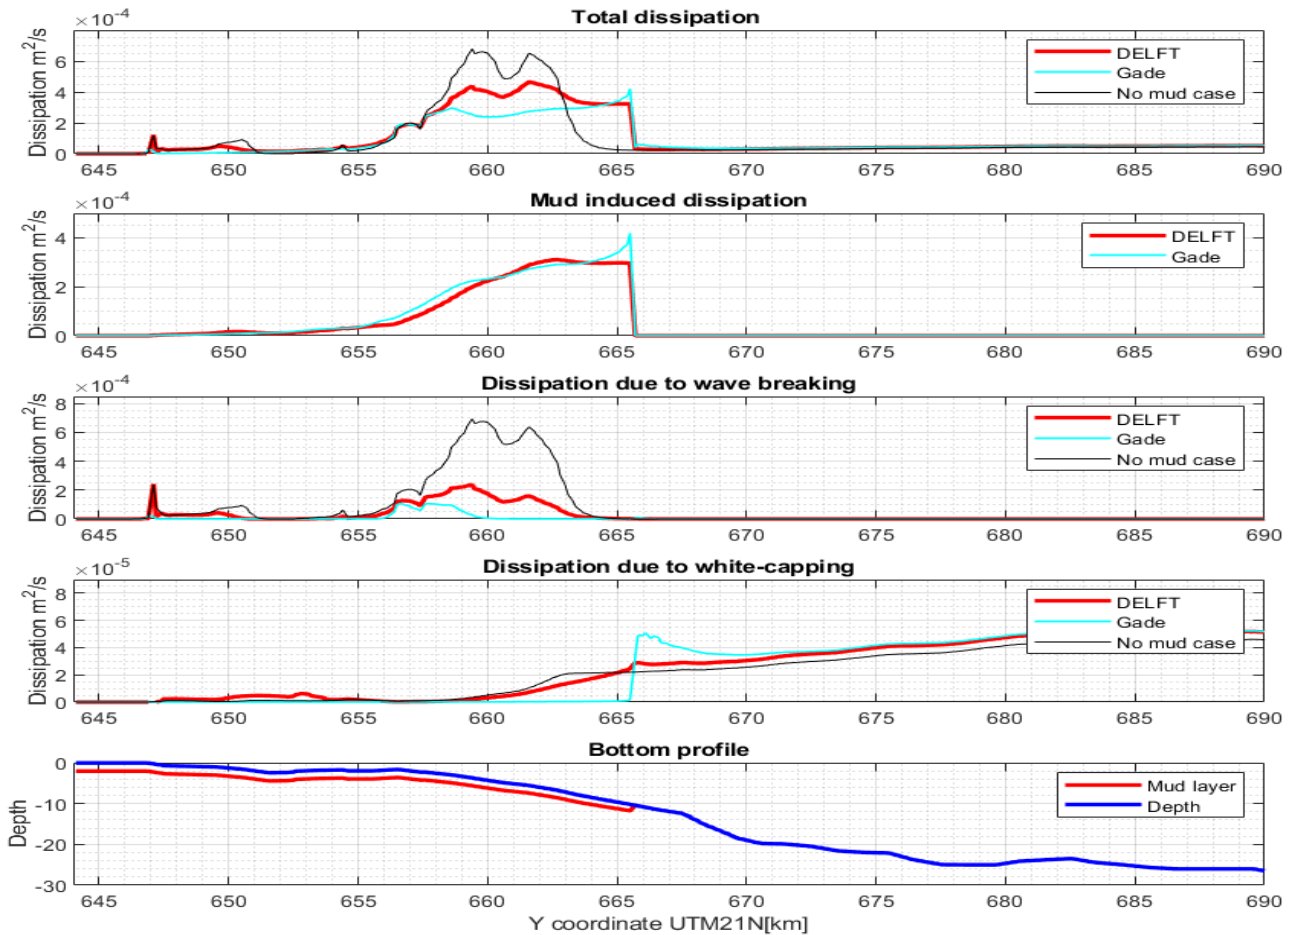 Total dissipation
×10⁻⁴
Dissipation m²/s
6
4
2
0
DELFT
Gade
No mud case
645 650 655 660 665 670 675 680 685 690
Mud induced dissipation
×10⁻⁴
Dissipation m²/s
4
2
0
DELFT
Gade
645 650 655 660 665 670 675 680 685 690
Dissipation due to wave breaking
×10⁻⁴
Dissipation m²/s
8
6
4
2
0
DELFT
Gade
No mud case
645 650 655 660 665 670 675 680 685 690
Dissipation due to white-capping
×10⁻⁵
Dissipation m²/s
8
6
4
2
0
DELFT
Gade
No mud case
645 650 655 660 665 670 675 680 685 690
Bottom profile
Depth
0
-10
-20
-30
Mud layer
Depth
645 650 655 660 665 670 675 680 685 690
Y coordinate UTM21N[km]